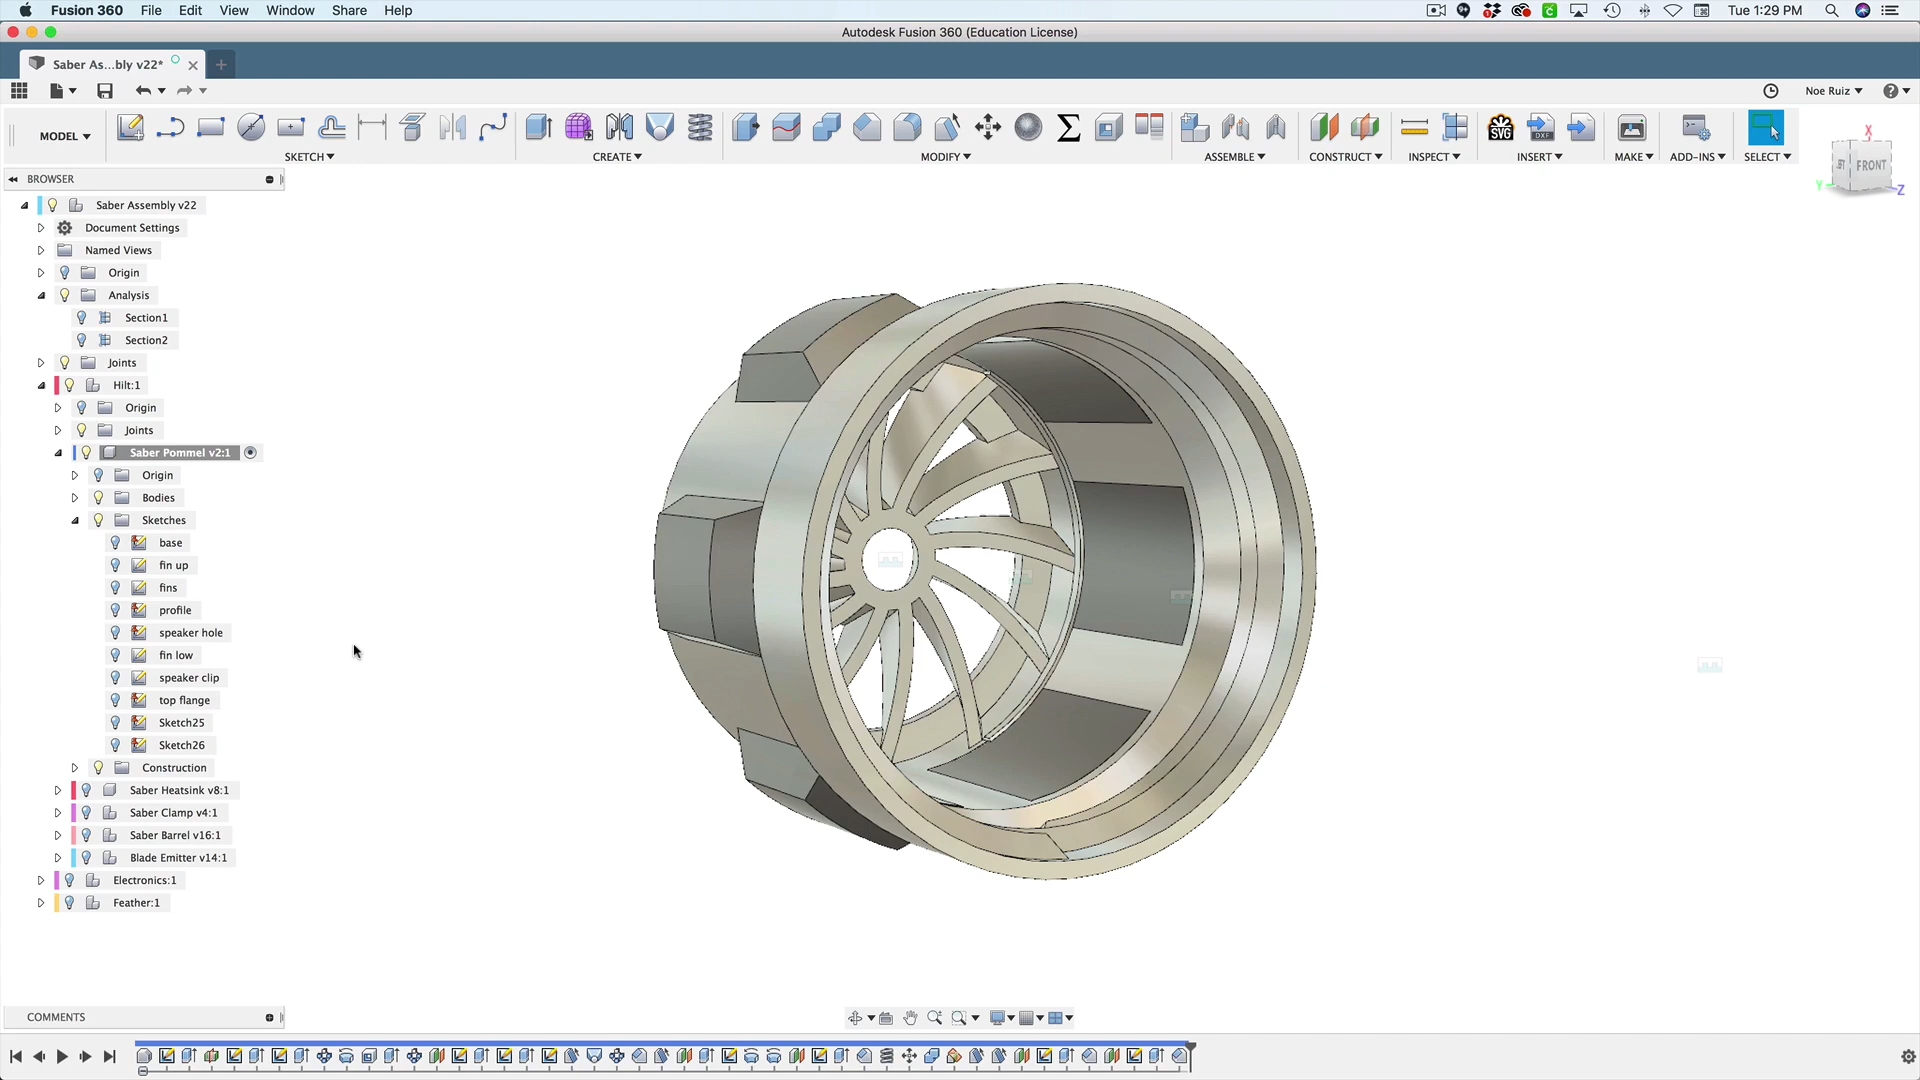 Fusion 360 File Edit View Window Share Help Tue 1:29 PM
Autodesk Fusion 360 (Education License)
Saber As...bly v22*
Noe Ruiz
MODEL
SKETCH CREATE MODIFY ASSEMBLE CONSTRUCT INSPECT INSERT MAKE ADD-INS SELECT
SVG DXF
X
FRONT
Y Z
BROWSER
Saber Assembly v22
Document Settings
Named Views
Origin
Analysis
Section1
Section2
Joints
Hilt:1
Origin
Joints
Saber Pommel v2:1
Origin
Bodies
Sketches
base
fin up
fins
profile
speaker hole
fin low
speaker clip
top flange
Sketch25
Sketch26
Construction
Saber Heatsink v8:1
Saber Clamp v4:1
Saber Barrel v16:1
Blade Emitter v14:1
Electronics:1
Feather:1
COMMENTS